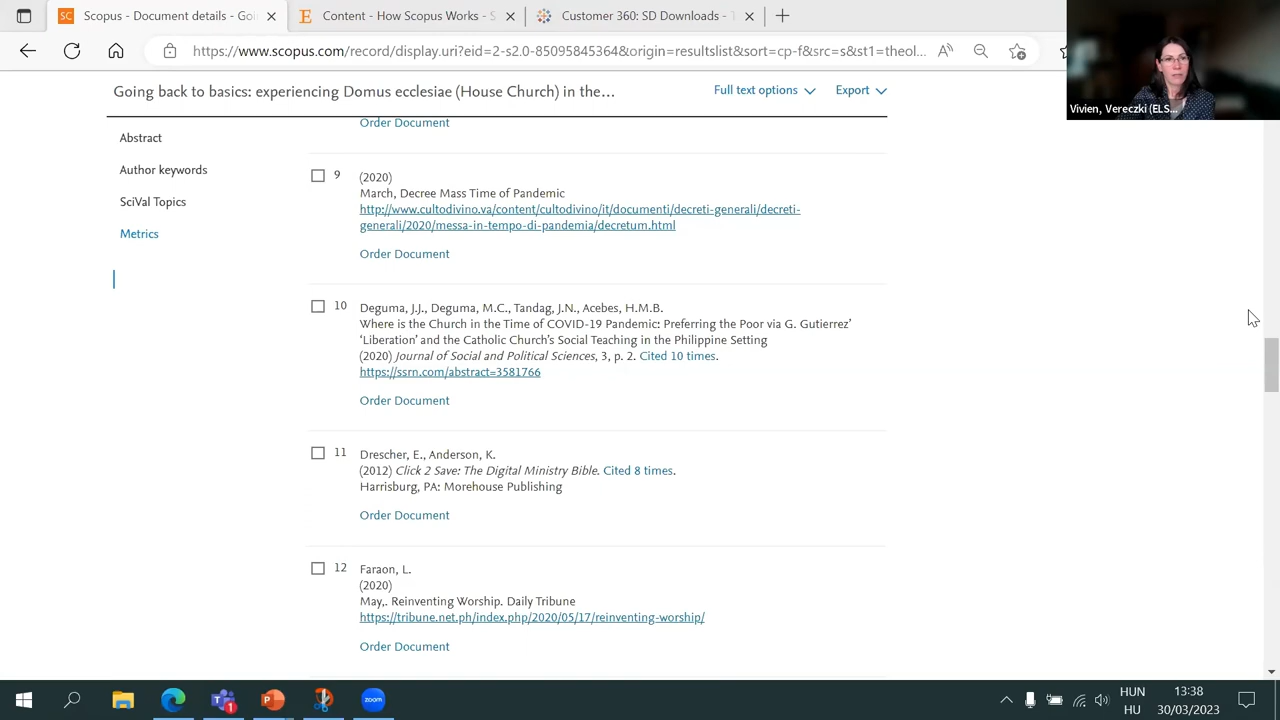 Scopus - Document details - Goi
Content - How Scopus Works - S
Customer 360: SD Downloads - T
https://www.scopus.com/record/display.uri?eid=2-s2.0-85095845364&origin=resultslist&sort=cp-f&src=s&st1=theol...
Vivien, Vereczki (ELS...
Going back to basics: experiencing Domus ecclesiae (House Church) in the...
Full text options
Export
Abstract
Author keywords
SciVal Topics
Metrics
Order Document
9
(2020)
March, Decree Mass Time of Pandemic
http://www.cultodivino.va/content/cultodivino/it/documenti/decreti-generali/decreti-
generali/2020/messa-in-tempo-di-pandemia/decretum.html
Order Document
10 Deguma, J.J., Deguma, M.C., Tandag, J.N., Acebes, H.M.B.
Where is the Church in the Time of COVID-19 Pandemic: Preferring the Poor via G. Gutierrez'
'Liberation' and the Catholic Church's Social Teaching in the Philippine Setting
(2020) Journal of Social and Political Sciences, 3, p. 2. Cited 10 times.
https://ssrn.com/abstract=3581766
Order Document
11 Drescher, E., Anderson, K.
(2012) Click 2 Save: The Digital Ministry Bible. Cited 8 times.
Harrisburg, PA: Morehouse Publishing
Order Document
12 Faraon, L.
(2020)
May,. Reinventing Worship. Daily Tribune
https://tribune.net.ph/index.php/2020/05/17/reinventing-worship/
Order Document
HUN
HU
13:38
30/03/2023